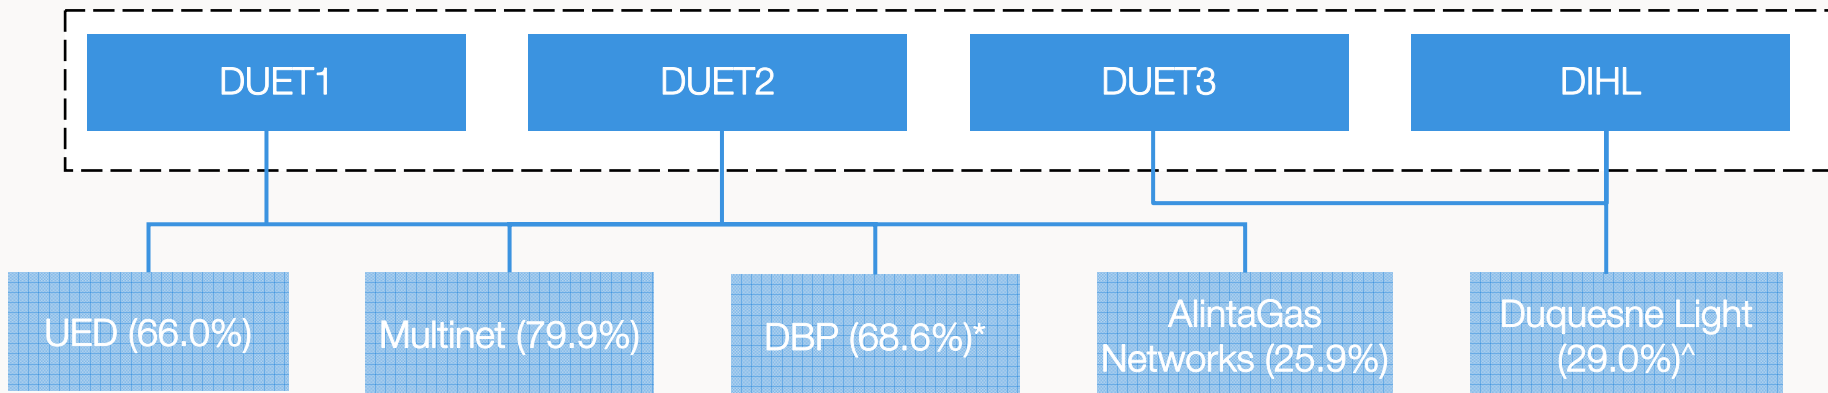 DUET1
DUET2
DUET3
DIHL
UED (66.0%)
Multinet (79.9%)
DBP (68.6%)*
AlintaGas
Networks (25.9%)
Duquesne Light
(29.0%)^